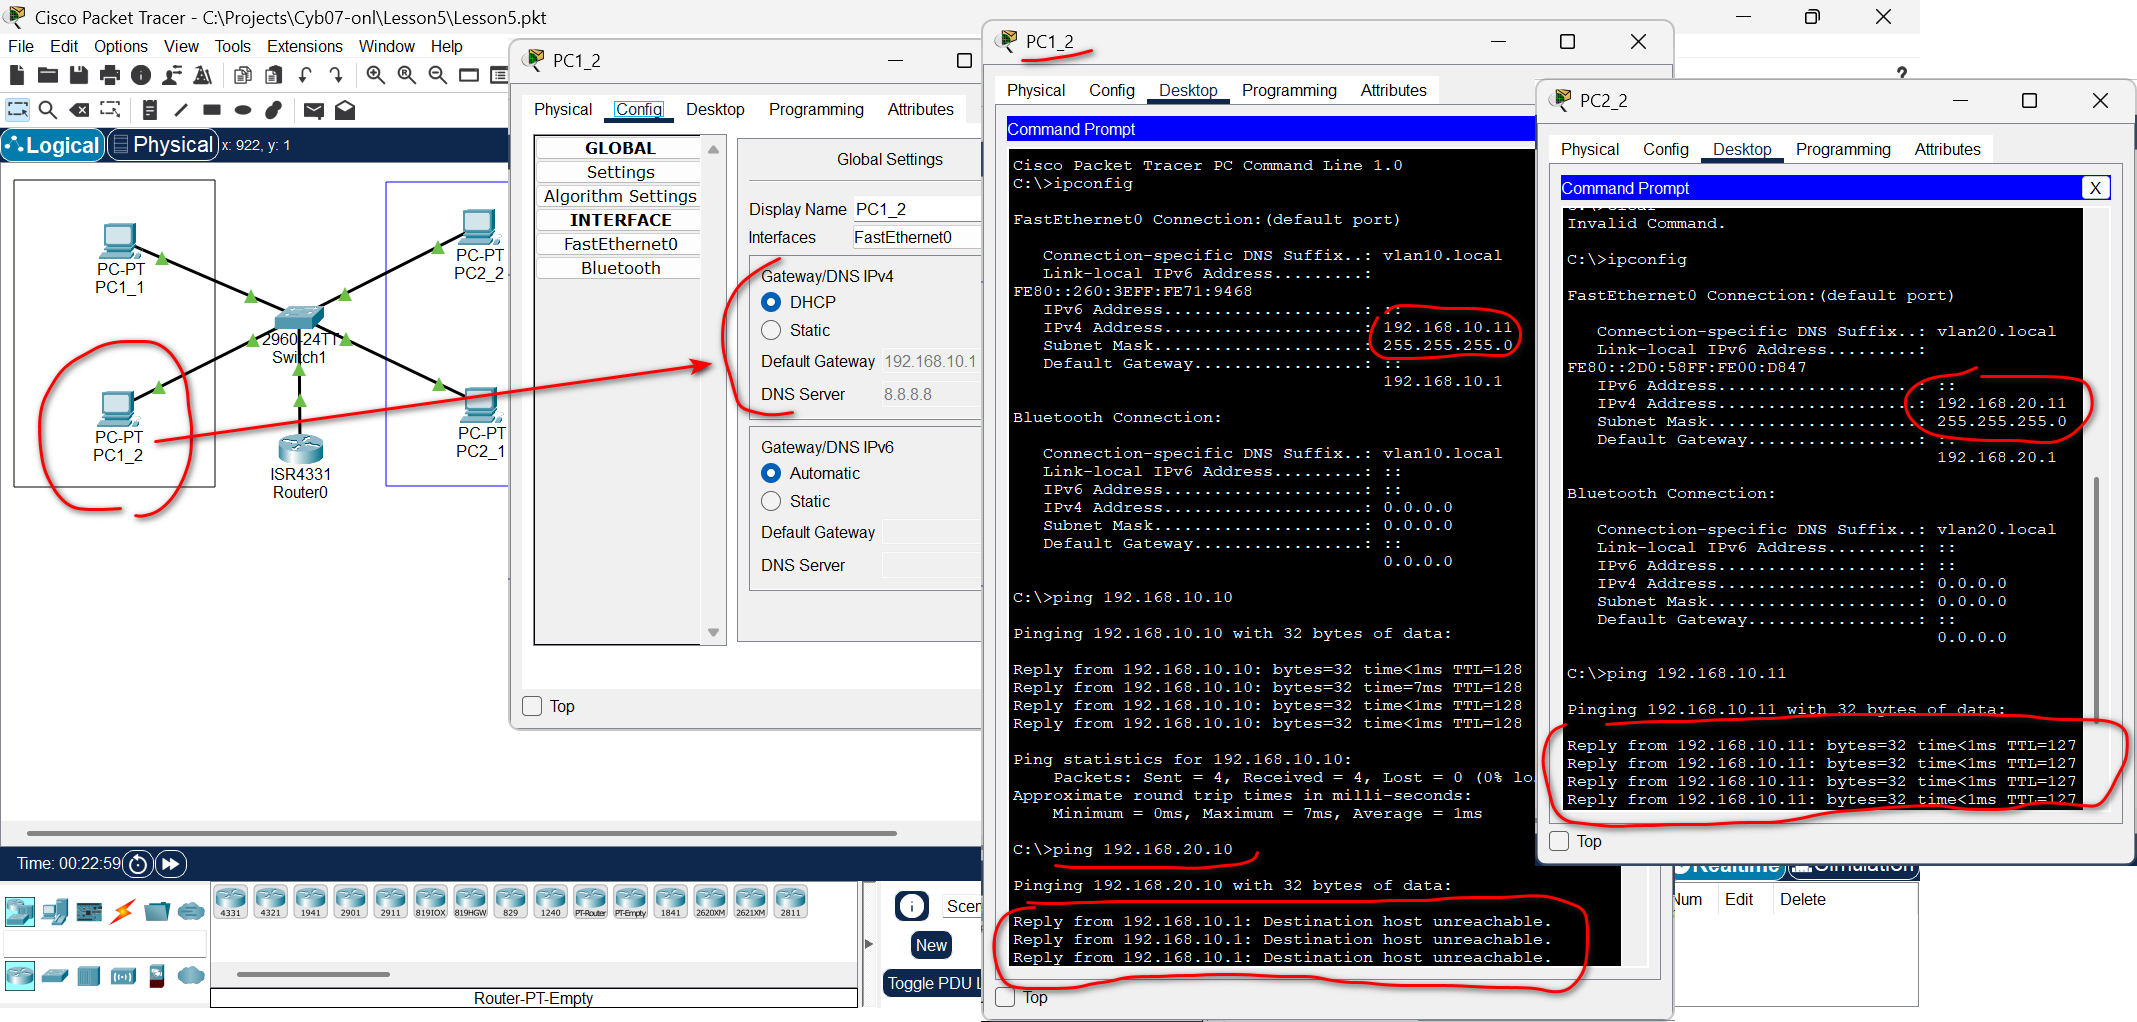 Cisco Packet Tracer - C:\Projects\Cyb07-onl\Lesson5\Lesson5.pkt
File Edit Options View Tools Extensions Window Help
Logical Physical x: 922, y: 1
PC-PT
PC1_1
PC-PT
PC2_2
2960-24TT
Switch1
PC-PT
PC1_2
PC-PT
PC2_1
ISR4331
Router0
Time: 00:22:59
4331 4321 1941 2901 2911 819IOX 819HGW 829 1240 PT-Router PT-Empty 1841 2620XM 2621XM 2811
Router-PT-Empty
Scen
New
Toggle PDU L
Realtime Simulation
Num Edit Delete
?
PC1_2
Physical Config Desktop Programming Attributes
GLOBAL
Settings
Algorithm Settings
INTERFACE
FastEthernet0
Bluetooth
Global Settings
Display Name PC1_2
Interfaces FastEthernet0
Gateway/DNS IPv4
DHCP
Static
Default Gateway 192.168.10.1
DNS Server 8.8.8.8
Gateway/DNS IPv6
Automatic
Static
Default Gateway
DNS Server
Top
PC1_2
Physical Config Desktop Programming Attributes
Command Prompt
Cisco Packet Tracer PC Command Line 1.0
C:\>ipconfig
FastEthernet0 Connection:(default port)
Connection-specific DNS Suffix..: vlan10.local
Link-local IPv6 Address.........:
FE80::260:3EFF:FE71:9468
IPv6 Address....................: ::
IPv4 Address....................: 192.168.10.11
Subnet Mask.....................: 255.255.255.0
Default Gateway.................: ::
192.168.10.1
Bluetooth Connection:
Connection-specific DNS Suffix..: vlan10.local
Link-local IPv6 Address.........: ::
IPv6 Address....................: ::
IPv4 Address....................: 0.0.0.0
Subnet Mask.....................: 0.0.0.0
Default Gateway.................: ::
0.0.0.0
C:\>ping 192.168.10.10
Pinging 192.168.10.10 with 32 bytes of data:
Reply from 192.168.10.10: bytes=32 time<1ms TTL=128
Reply from 192.168.10.10: bytes=32 time=7ms TTL=128
Reply from 192.168.10.10: bytes=32 time<1ms TTL=128
Reply from 192.168.10.10: bytes=32 time<1ms TTL=128
Ping statistics for 192.168.10.10:
Packets: Sent = 4, Received = 4, Lost = 0 (0% lo
Approximate round trip times in milli-seconds:
Minimum = 0ms, Maximum = 7ms, Average = 1ms
C:\>ping 192.168.20.10
Pinging 192.168.20.10 with 32 bytes of data:
Reply from 192.168.10.1: Destination host unreachable.
Reply from 192.168.10.1: Destination host unreachable.
Reply from 192.168.10.1: Destination host unreachable.
Top
PC2_2
Physical Config Desktop Programming Attributes
Command Prompt
X
Invalid Command.
C:\>ipconfig
FastEthernet0 Connection:(default port)
Connection-specific DNS Suffix..: vlan20.local
Link-local IPv6 Address.........:
FE80::2D0:58FF:FE00:D847
IPv6 Address....................: ::
IPv4 Address....................: 192.168.20.11
Subnet Mask.....................: 255.255.255.0
Default Gateway.................: ::
192.168.20.1
Bluetooth Connection:
Connection-specific DNS Suffix..: vlan20.local
Link-local IPv6 Address.........: ::
IPv6 Address....................: ::
IPv4 Address....................: 0.0.0.0
Subnet Mask.....................: 0.0.0.0
Default Gateway.................: ::
0.0.0.0
C:\>ping 192.168.10.11
Pinging 192.168.10.11 with 32 bytes of data:
Reply from 192.168.10.11: bytes=32 time<1ms TTL=127
Reply from 192.168.10.11: bytes=32 time<1ms TTL=127
Reply from 192.168.10.11: bytes=32 time<1ms TTL=127
Reply from 192.168.10.11: bytes=32 time<1ms TTL=127
Top